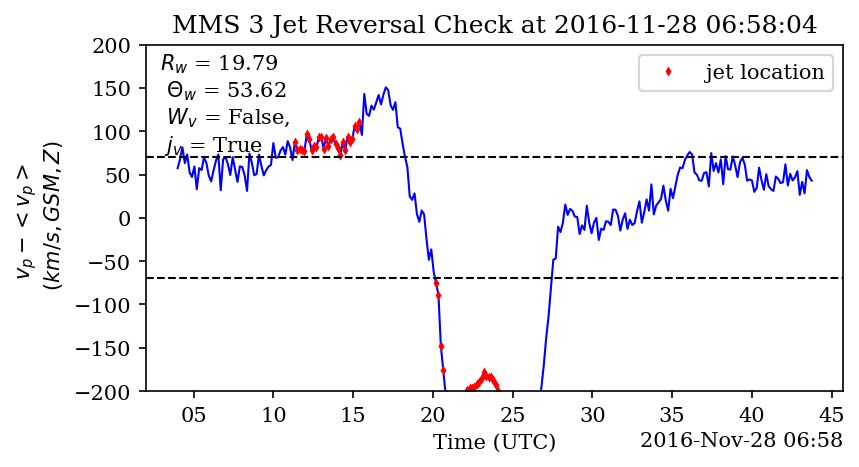 MMS 3 Jet Reversal Check at 2016-11-28 06:58:04
R_w = 19.79
Θ_w = 53.62
W_v = False,
j_v = True
jet location
v_p − < v_p >
(km/s, GSM, Z)
200
150
100
50
0
−50
−100
−150
−200
05 10 15 20 25 30 35 40 45
Time (UTC)
2016-Nov-28 06:58